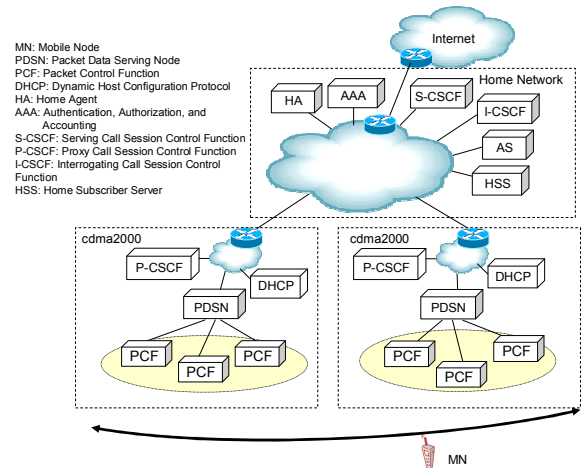 MN: Mobile Node
PDSN: Packet Data Serving Node
PCF: Packet Control Function
DHCP: Dynamic Host Configuration Protocol
HA: Home Agent
AAA: Authentication, Authorization, and
Accounting
S-CSCF: Serving Call Session Control Function
P-CSCF: Proxy Call Session Control Function
I-CSCF: Interrogating Call Session Control
Function
HSS: Home Subscriber Server
Internet
Home Network
HA
AAA
S-CSCF
I-CSCF
AS
HSS
cdma2000
P-CSCF
DHCP
PDSN
PCF
PCF
PCF
cdma2000
P-CSCF
DHCP
PDSN
PCF
PCF
PCF
MN